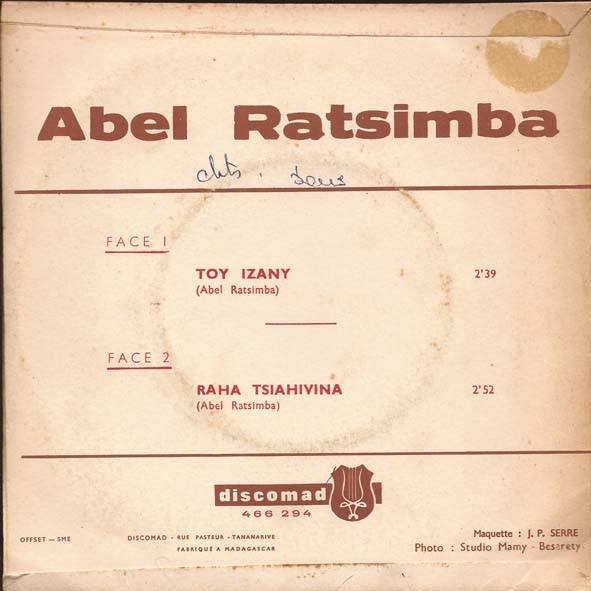 Abel Ratsimba
FACE 1
TOY IZANY 2'39
(Abel Ratsimba)
FACE 2
RAHA TSIAHIVINA 2'52
(Abel Ratsimba)
discomad
466 294
OFFSET — SME
DISCOMAD - RUE PASTEUR - TANANARIVE
FABRIQUÉ A MADAGASCAR
Maquette : J. P. SERRE
Photo : Studio Mamy - Besarety